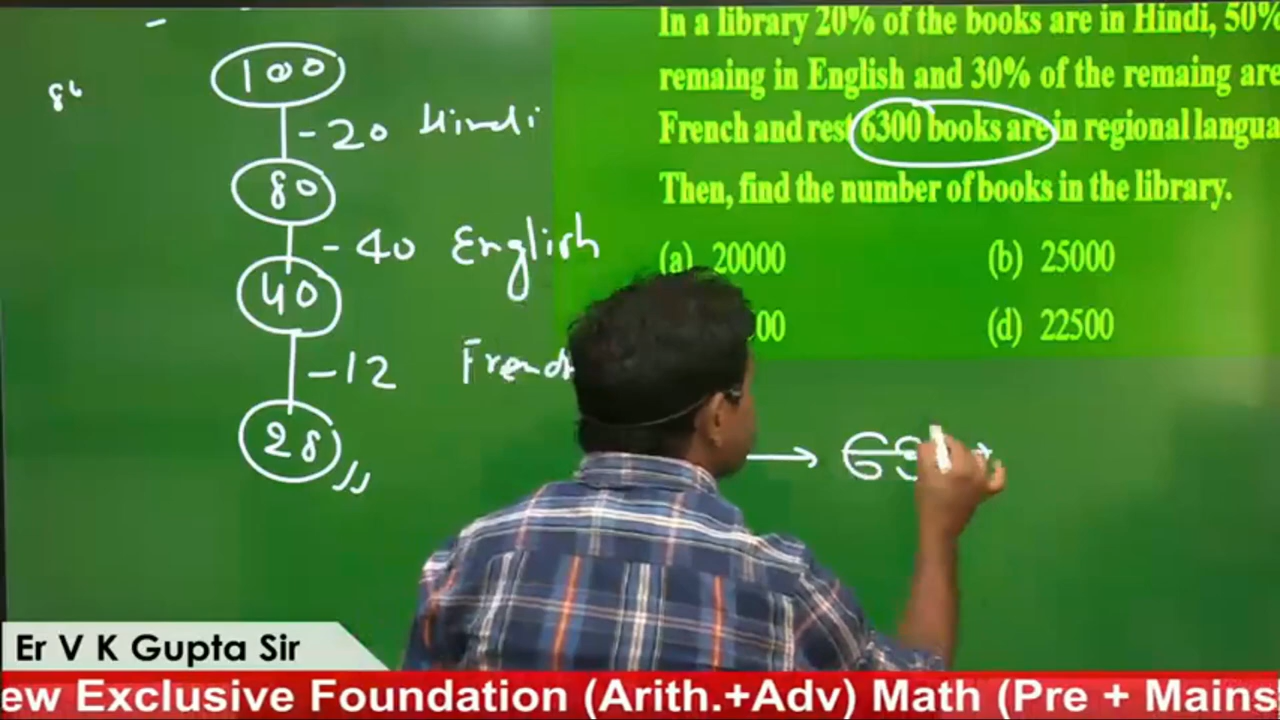 100
-20 Hindi
80
-40 English
40
-12 French
28
In a library 20% of the books are in Hindi, 50%
remaing in English and 30% of the remaing are
French and rest 6300 books are in regional
Then, find the number of books in the library.
(a) 20000
(b) 25000
00
(d) 22500
→ 63
Er V K Gupta Sir
ew Exclusive Foundation (Arith.+Adv) Math (Pre + Mains